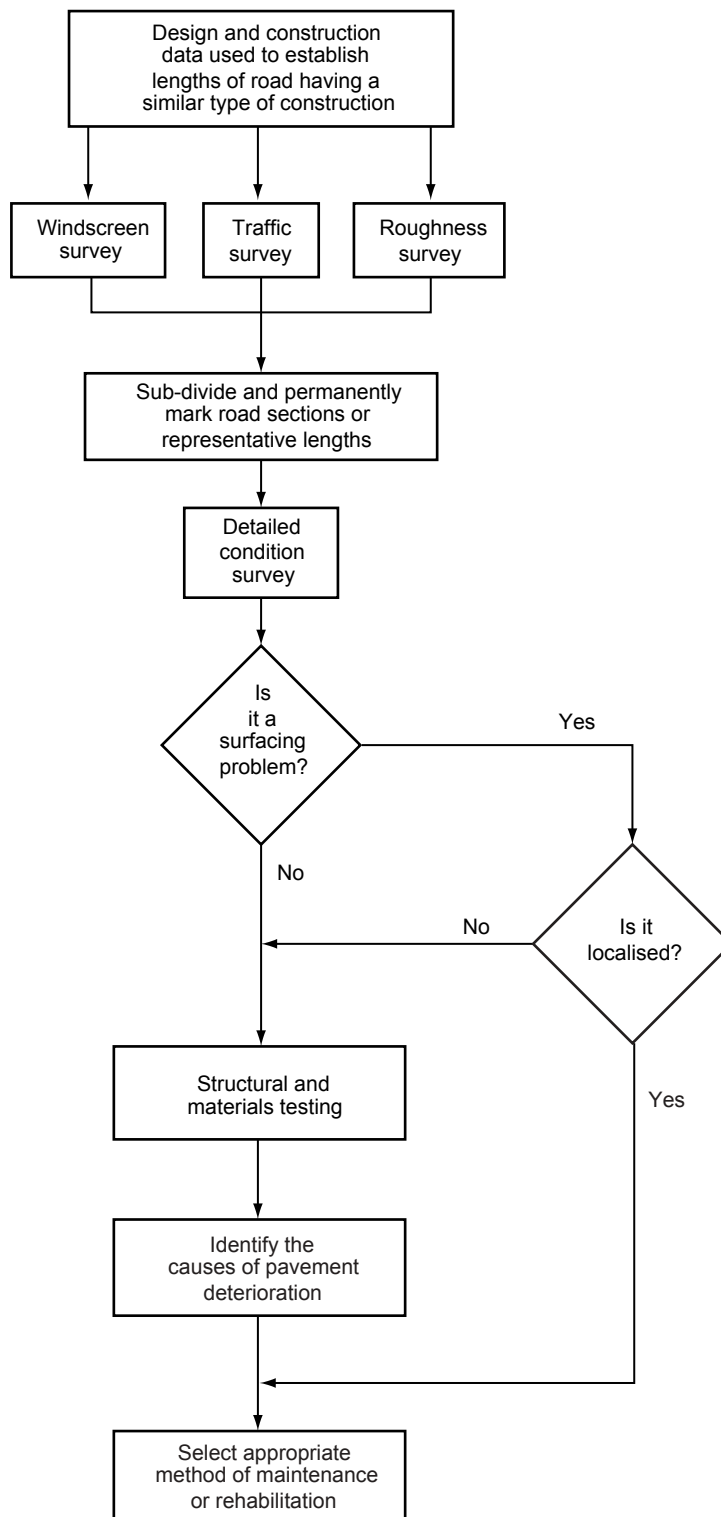 Design and construction
data used to establish
lengths of road having a
similar type of construction
Windscreen
survey
Traffic
survey
Roughness
survey
Sub-divide and permanently
mark road sections or
representative lengths
Detailed
condition
survey
Is
it a
surfacing
problem?
Yes
No
No
Is it
localised?
Structural and
materials testing
Yes
Identify the
causes of pavement
deterioration
Select appropriate
method of maintenance
or rehabilitation